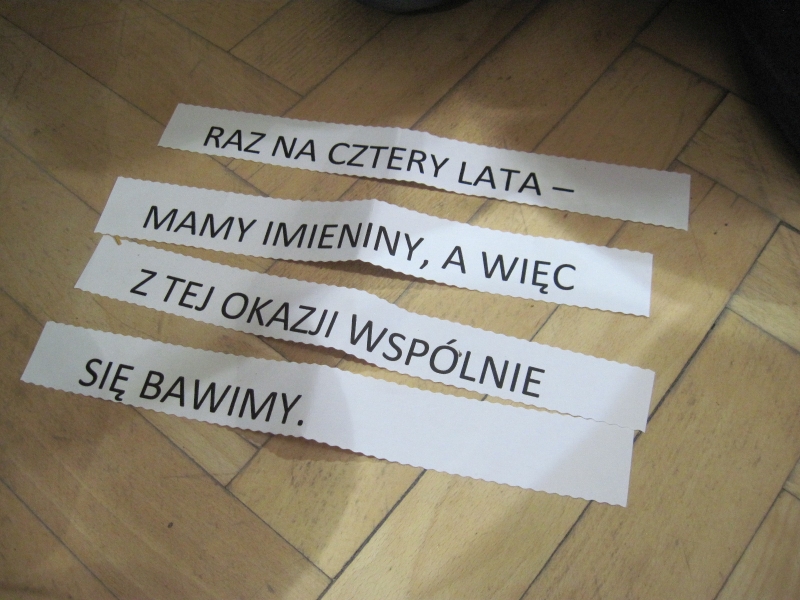 RAZ NA CZTERY LATA –
MAMY IMIENINY, A WIĘC
Z TEJ OKAZJI WSPÓLNIE
SIĘ BAWIMY.